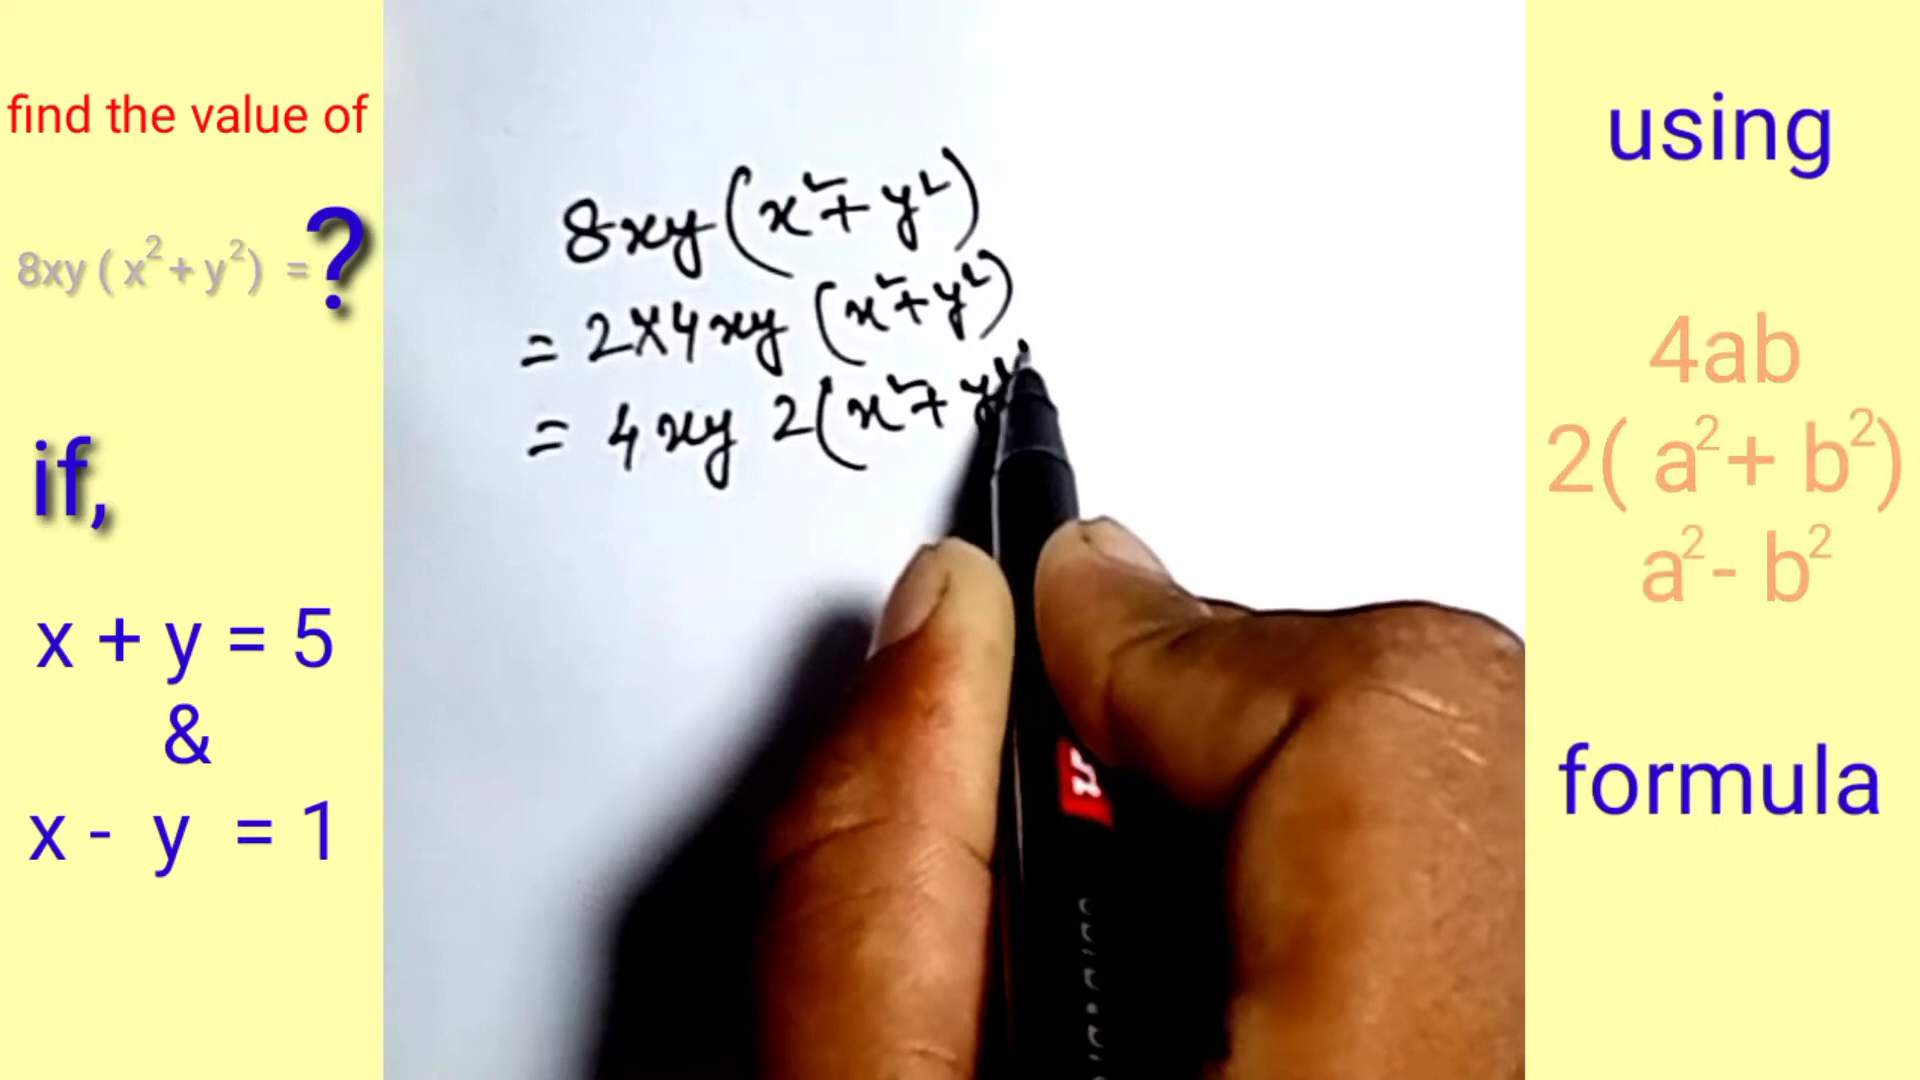 find the value of
8xy ( x² + y² ) = ?
if,
x + y = 5
&
x - y = 1
8xy (x² + y²)
= 2×4xy (x² + y²)
= 4xy 2(x² + y²
using
4ab
2( a² + b² )
a² - b²
formula